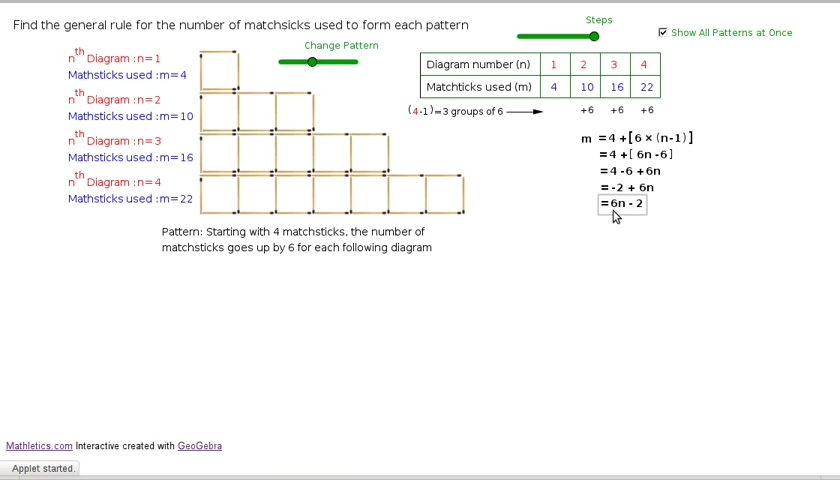 Find the general rule for the number of matchsicks used to form each pattern
Steps
Change Pattern
Show All Patterns at Once
nth Diagram :n=1
Mathsticks used :m=4
nth Diagram :n=2
Mathsticks used :m=10
nth Diagram :n=3
Mathsticks used :m=16
nth Diagram :n=4
Mathsticks used :m=22
Diagram number (n) 1 2 3 4
Matchticks used (m) 4 10 16 22
(4-1)=3 groups of 6 +6 +6 +6
m =4 +[6 × (n-1)]
=4 +[ 6n -6]
=4 -6 +6n
=-2 + 6n
=6n - 2
Pattern: Starting with 4 matchsticks, the number of
matchsticks goes up by 6 for each following diagram
Mathletics.com Interactive created with GeoGebra
Applet started.